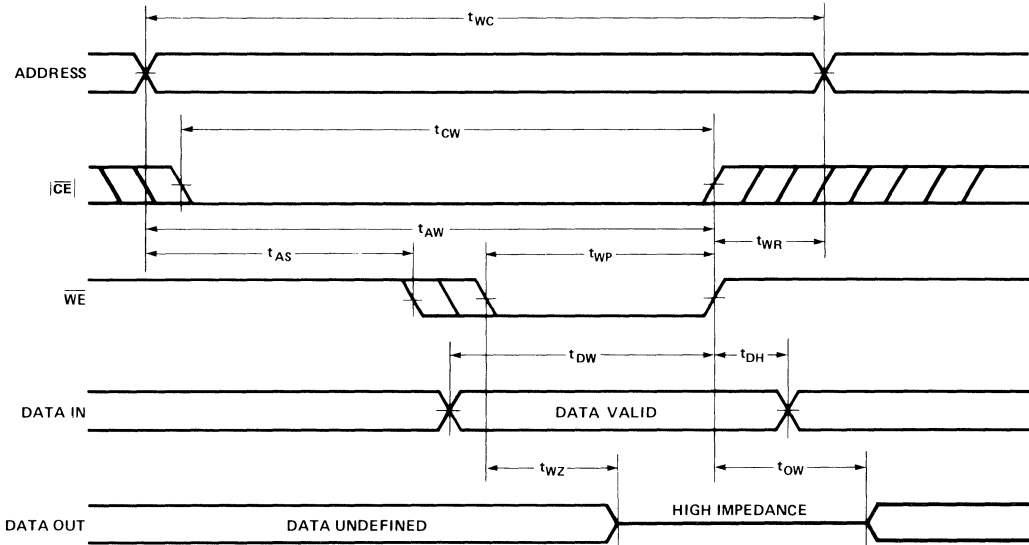 tWC
ADDRESS
tCW
CE
tAW
tAS
tWP
tWR
WE
tDW
tDH
DATA IN
DATA VALID
tWZ
tOW
DATA OUT
DATA UNDEFINED
HIGH IMPEDANCE